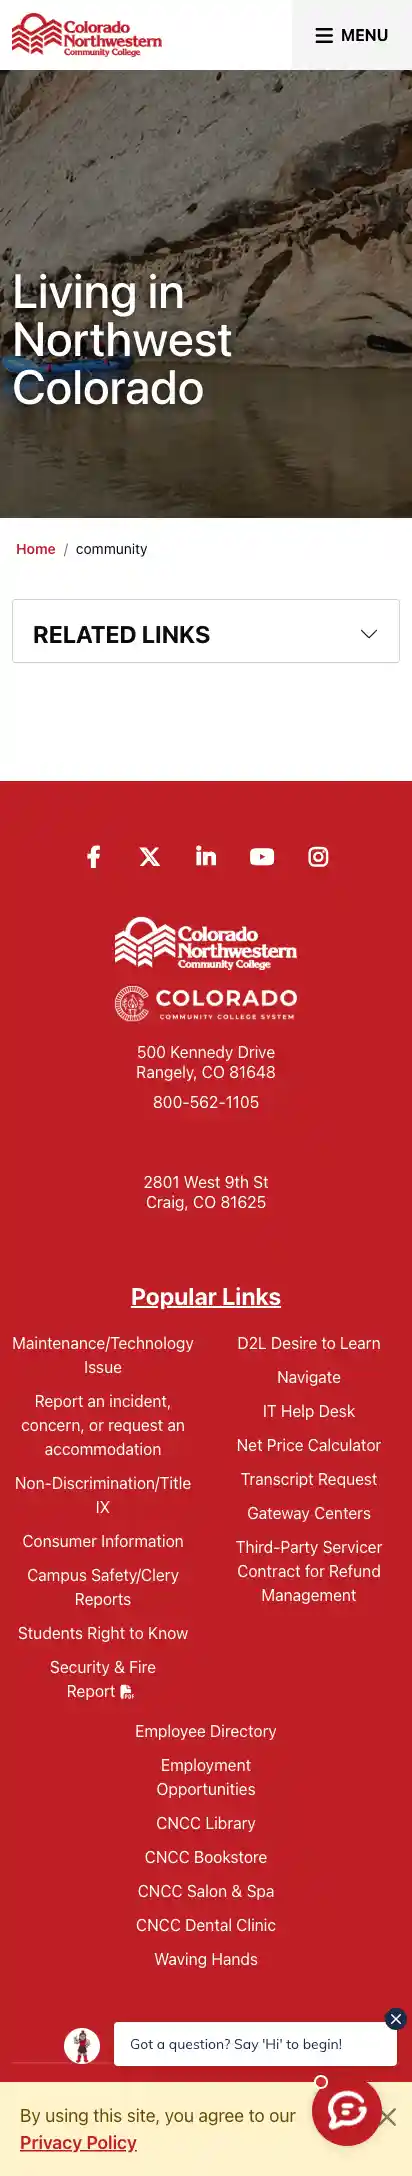 Colorado
Northwestern
Community College
MENU
Living in
Northwest
Colorado
Home / community
RELATED LINKS
Colorado
Northwestern
Community College
COLORADO
COMMUNITY COLLEGE SYSTEM
500 Kennedy Drive
Rangely, CO 81648
800-562-1105
2801 West 9th St
Craig, CO 81625
Popular Links
Maintenance/Technology
Issue
Report an incident,
concern, or request an
accommodation
Non-Discrimination/Title
IX
Consumer Information
Campus Safety/Clery
Reports
Students Right to Know
Security & Fire
Report PDF
D2L Desire to Learn
Navigate
IT Help Desk
Net Price Calculator
Transcript Request
Gateway Centers
Third-Party Servicer
Contract for Refund
Management
Employee Directory
Employment
Opportunities
CNCC Library
CNCC Bookstore
CNCC Salon & Spa
CNCC Dental Clinic
Waving Hands
Got a question? Say 'Hi' to begin!
By using this site, you agree to our
Privacy Policy